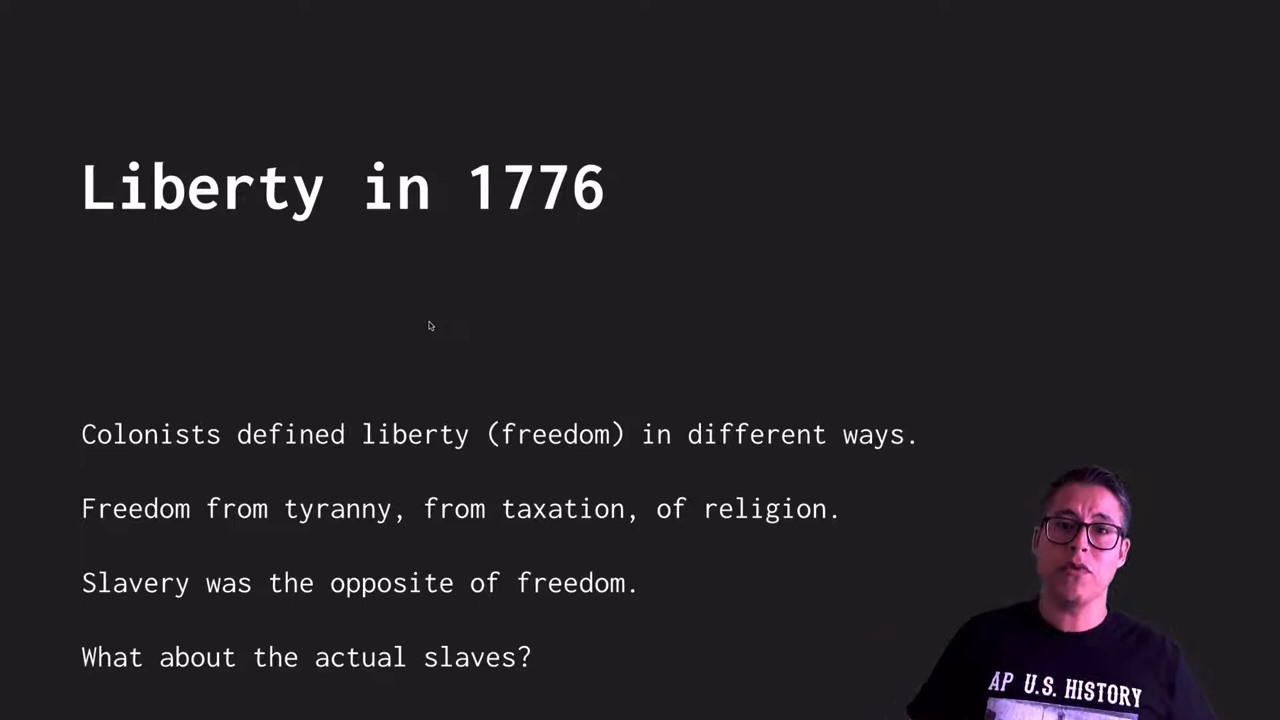 Liberty in 1776
Colonists defined liberty (freedom) in different ways.
Freedom from tyranny, from taxation, of religion.
Slavery was the opposite of freedom.
What about the actual slaves?
AP U.S. HISTORY